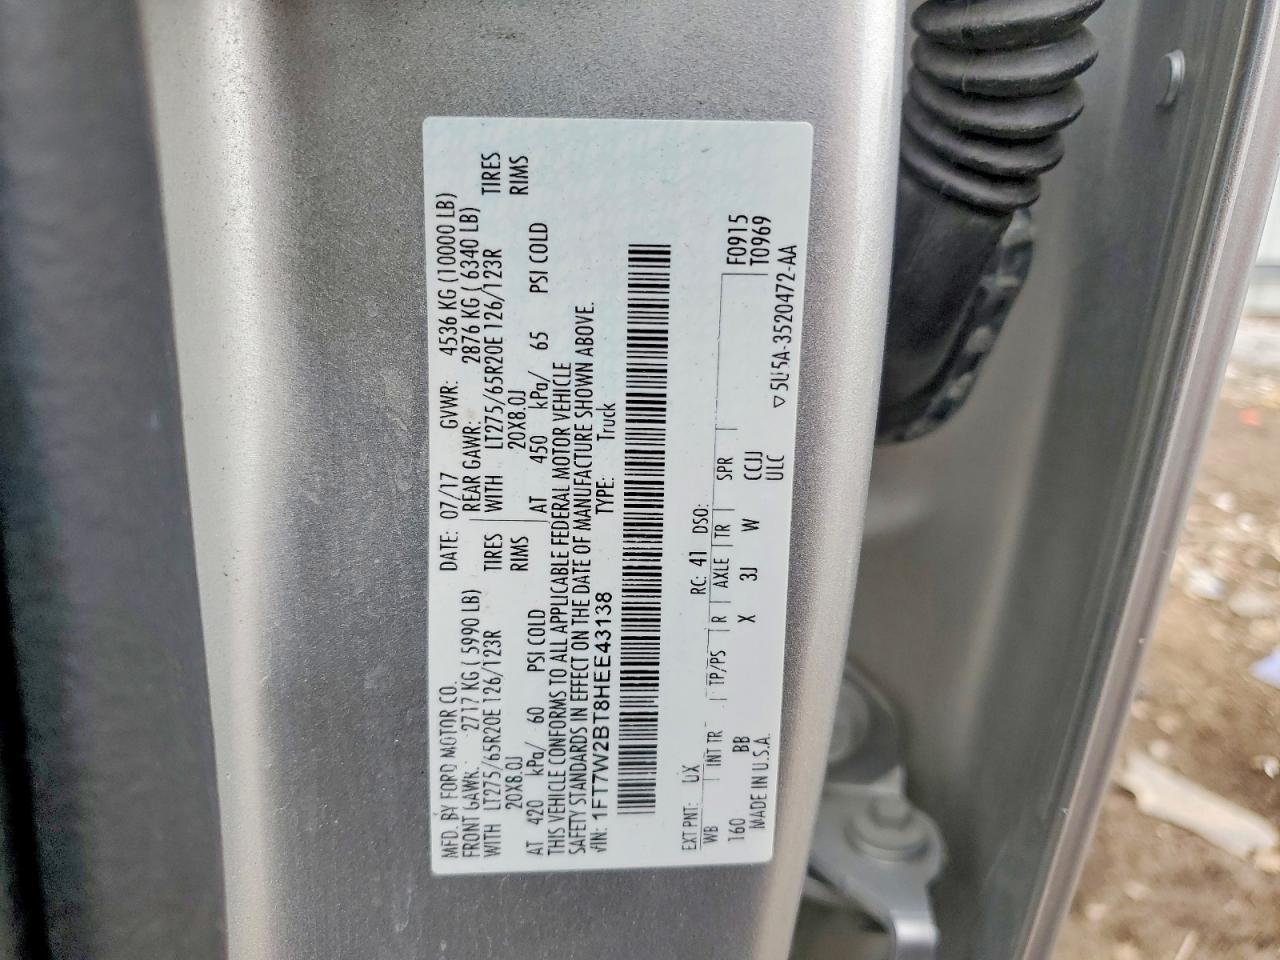 MFD. BY FORD MOTOR CO.
DATE: 07/17 GVWR: 4536 KG (10000 LB)
FRONT GAWR: 2717 KG ( 5990 LB) REAR GAWR: 2876 KG ( 6340 LB)
WITH LT275/65R20E 126/123R TIRES WITH LT275/65R20E 126/123R TIRES
20X8.0J RIMS 20X8.0J RIMS
AT 420 kPa/ 60 PSI COLD AT 450 kPa/ 65 PSI COLD
THIS VEHICLE CONFORMS TO ALL APPLICABLE FEDERAL MOTOR VEHICLE
SAFETY STANDARDS IN EFFECT ON THE DATE OF MANUFACTURE SHOWN ABOVE.
VIN: 1FT7W2BT8HEE43138 TYPE: Truck
EXT PNT: UX RC: 41 DSO:
WB INT TR TP/PS R AXLE TR SPR F0915
160 BB X 3J W CCJJ T0969
MADE IN U.S.A. ULC
▽5U5A-3520472-AA